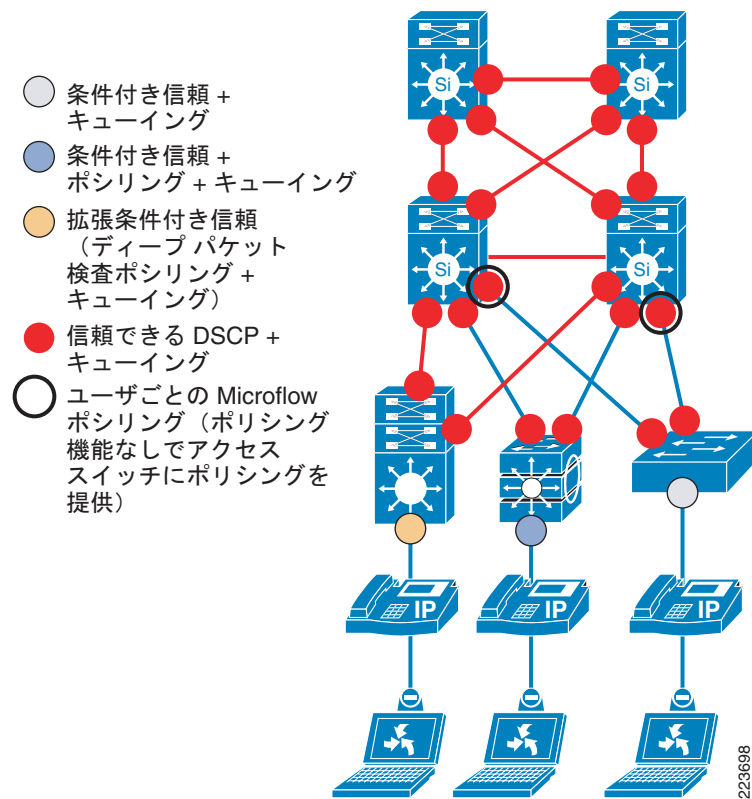 条件付き信頼 +
キューイング
条件付き信頼 +
ポシリング + キューイング
拡張条件付き信頼
（ディープ パケット
検査ポシリング +
キューイング）
信頼できる DSCP +
キューイング
ユーザごとの Microflow
ポシリング（ポリシング
機能なしでアクセス
スイッチにポリシングを
提供）
Si
Si
Si
Si
IP
IP
IP
223698